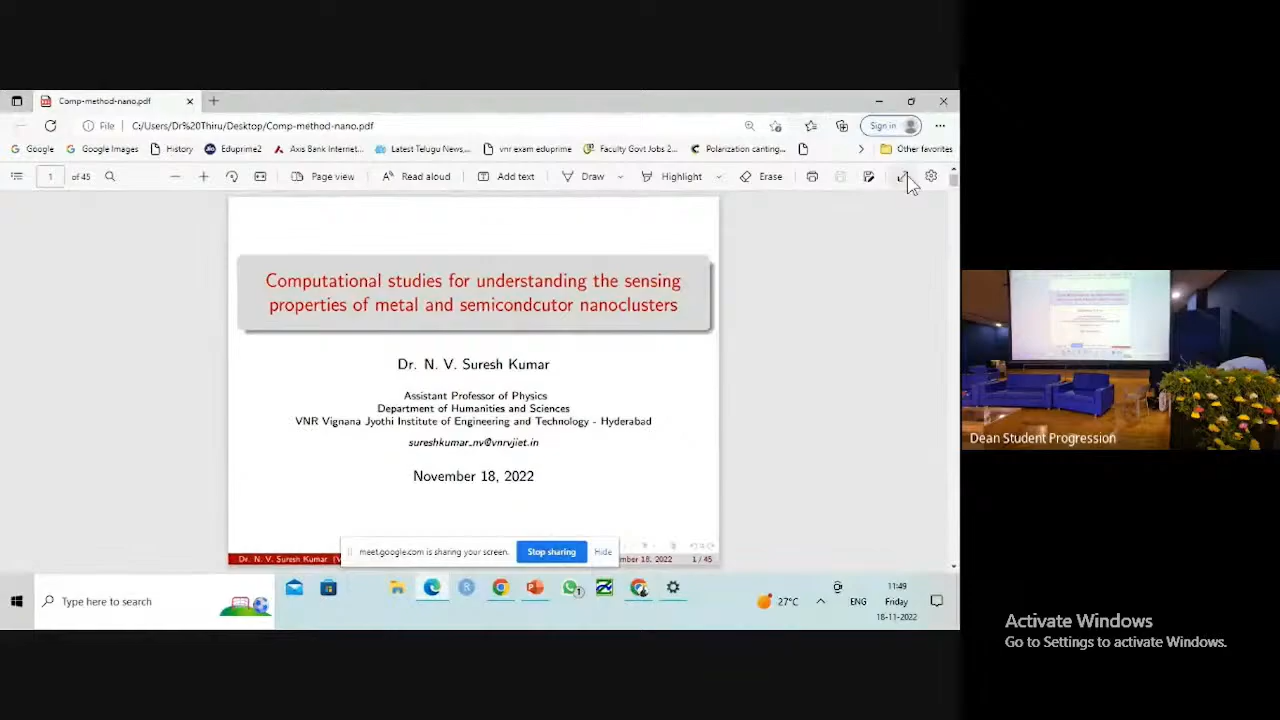 Comp-method-nano.pdf
File C:/Users/Dr%20Thiru/Desktop/Comp-method-nano.pdf
Sign in
Google Google Images History Eduprime2 Axis Bank Internet... Latest Telugu News,... vnr exam eduprime Faculty Govt Jobs 2... Polarization canting... Other favorites
1 of 45 Page view Read aloud Add text Draw Highlight Erase
Computational studies for understanding the sensing
properties of metal and semicondcutor nanoclusters
Dr. N. V. Suresh Kumar
Assistant Professor of Physics
Department of Humanities and Sciences
VNR Vignana Jyothi Institute of Engineering and Technology - Hyderabad
sureshkumar_nv@vnrvjiet.in
November 18, 2022
meet.google.com is sharing your screen. Stop sharing Hide
Dr. N. V. Suresh Kumar (V mber 18, 2022 1 / 45
Type here to search
27°C ENG
11:49
Friday
18-11-2022
Dean Student Progression
Activate Windows
Go to Settings to activate Windows.